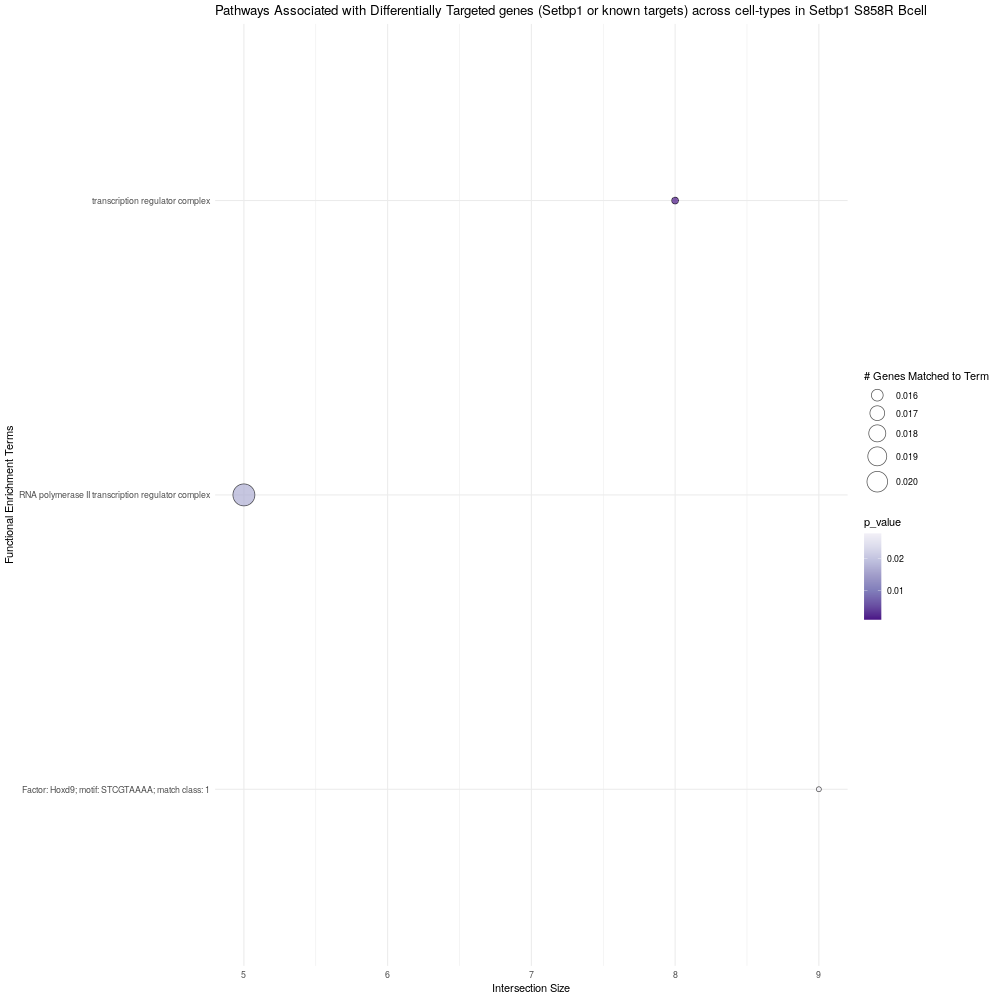 Pathways Associated with Differentially Targeted genes (Setbp1 or known targets) across cell-types in Setbp1 S858R Bcell
Functional Enrichment Terms
transcription regulator complex
RNA polymerase II transcription regulator complex
Factor: Hoxd9; motif: STCGTAAAA; match class: 1
5
6
7
8
9
Intersection Size
# Genes Matched to Term
0.016
0.017
0.018
0.019
0.020
p_value
0.02
0.01